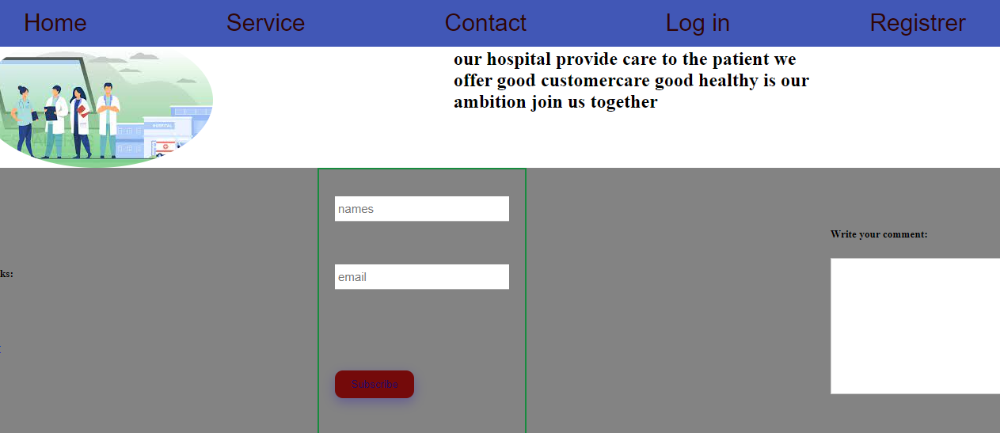 Home Service Contact Log in Registrer
our hospital provide care to the patient we
offer good customercare good healthy is our
ambition join us together
HOSPITAL
names
Write your comment:
ks:
email
Subscribe